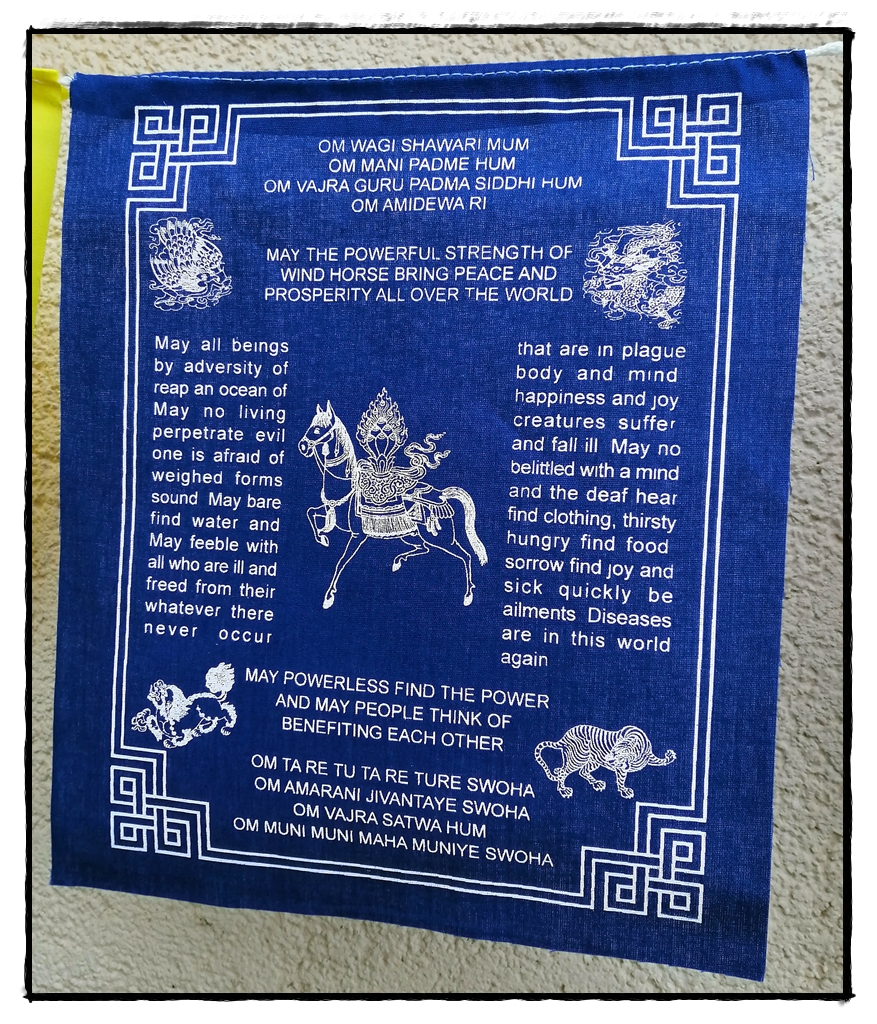 OM WAGI SHAWARI MUM
OM MANI PADME HUM
OM VAJRA GURU PADMA SIDDHI HUM
OM AMIDEWA RI
MAY THE POWERFUL STRENGTH OF
WIND HORSE BRING PEACE AND
PROSPERITY ALL OVER THE WORLD
May all beings that are in plague
by adversity of body and mind
reap an ocean of happiness and joy
May no living creatures suffer
perpetrate evil and fall ill May no
one is afraid of belittled with a mind
weighed forms and the deaf hear
sound May bare find clothing, thirsty
find water and hungry find food
May feeble with sorrow find joy and
all who are ill and sick quickly be
freed from their ailments Diseases
whatever there are in this world
never occur again
MAY POWERLESS FIND THE POWER
AND MAY PEOPLE THINK OF
BENEFITING EACH OTHER
OM TA RE TU TA RE TURE SWOHA
OM AMARANI JIVANTAYE SWOHA
OM VAJRA SATWA HUM
OM MUNI MUNI MAHA MUNIYE SWOHA